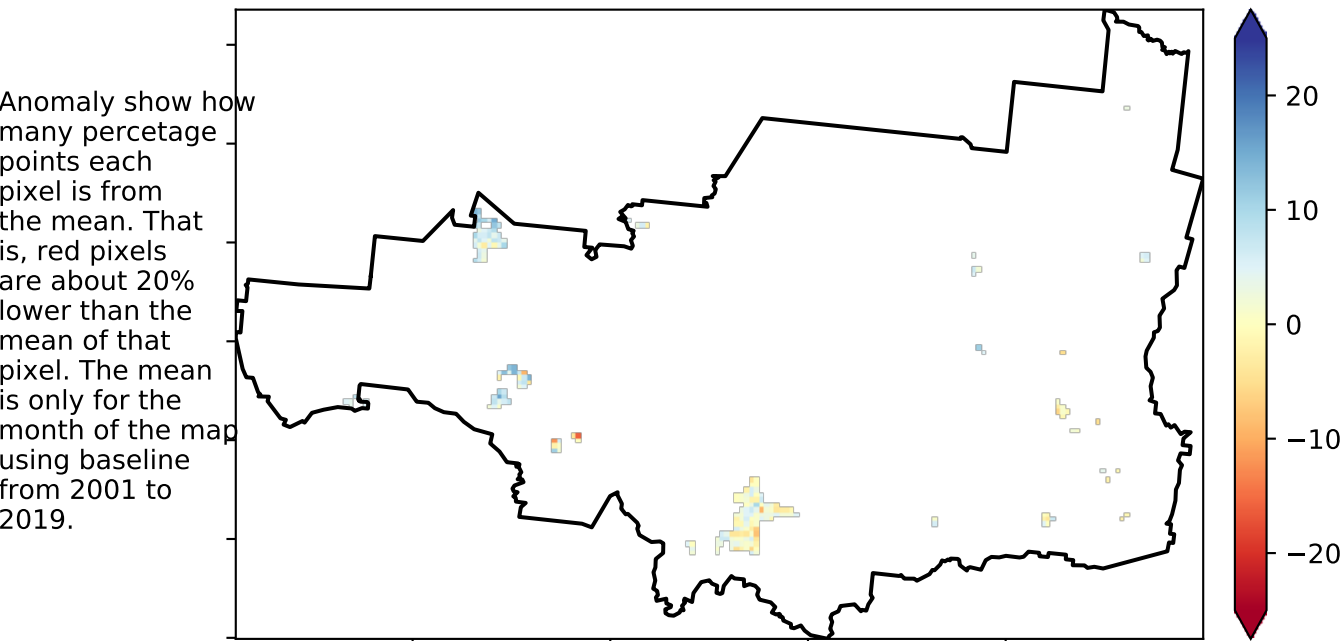 Anomaly show how
many percetage
points each
pixel is from
the mean. That
is, red pixels
are about 20%
lower than the
mean of that
pixel. The mean
is only for the
month of the map
using baseline
from 2001 to
2019.
20
10
0
−10
−20